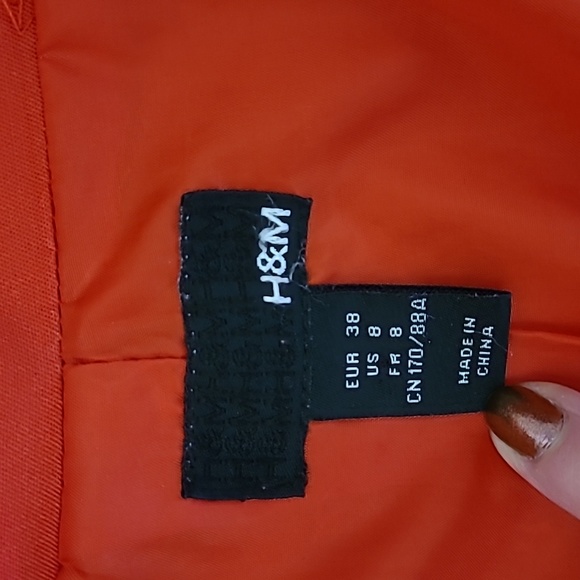 H&M
EUR 38
US 8
FR 8
CN 170/88A
MADE IN
CHINA